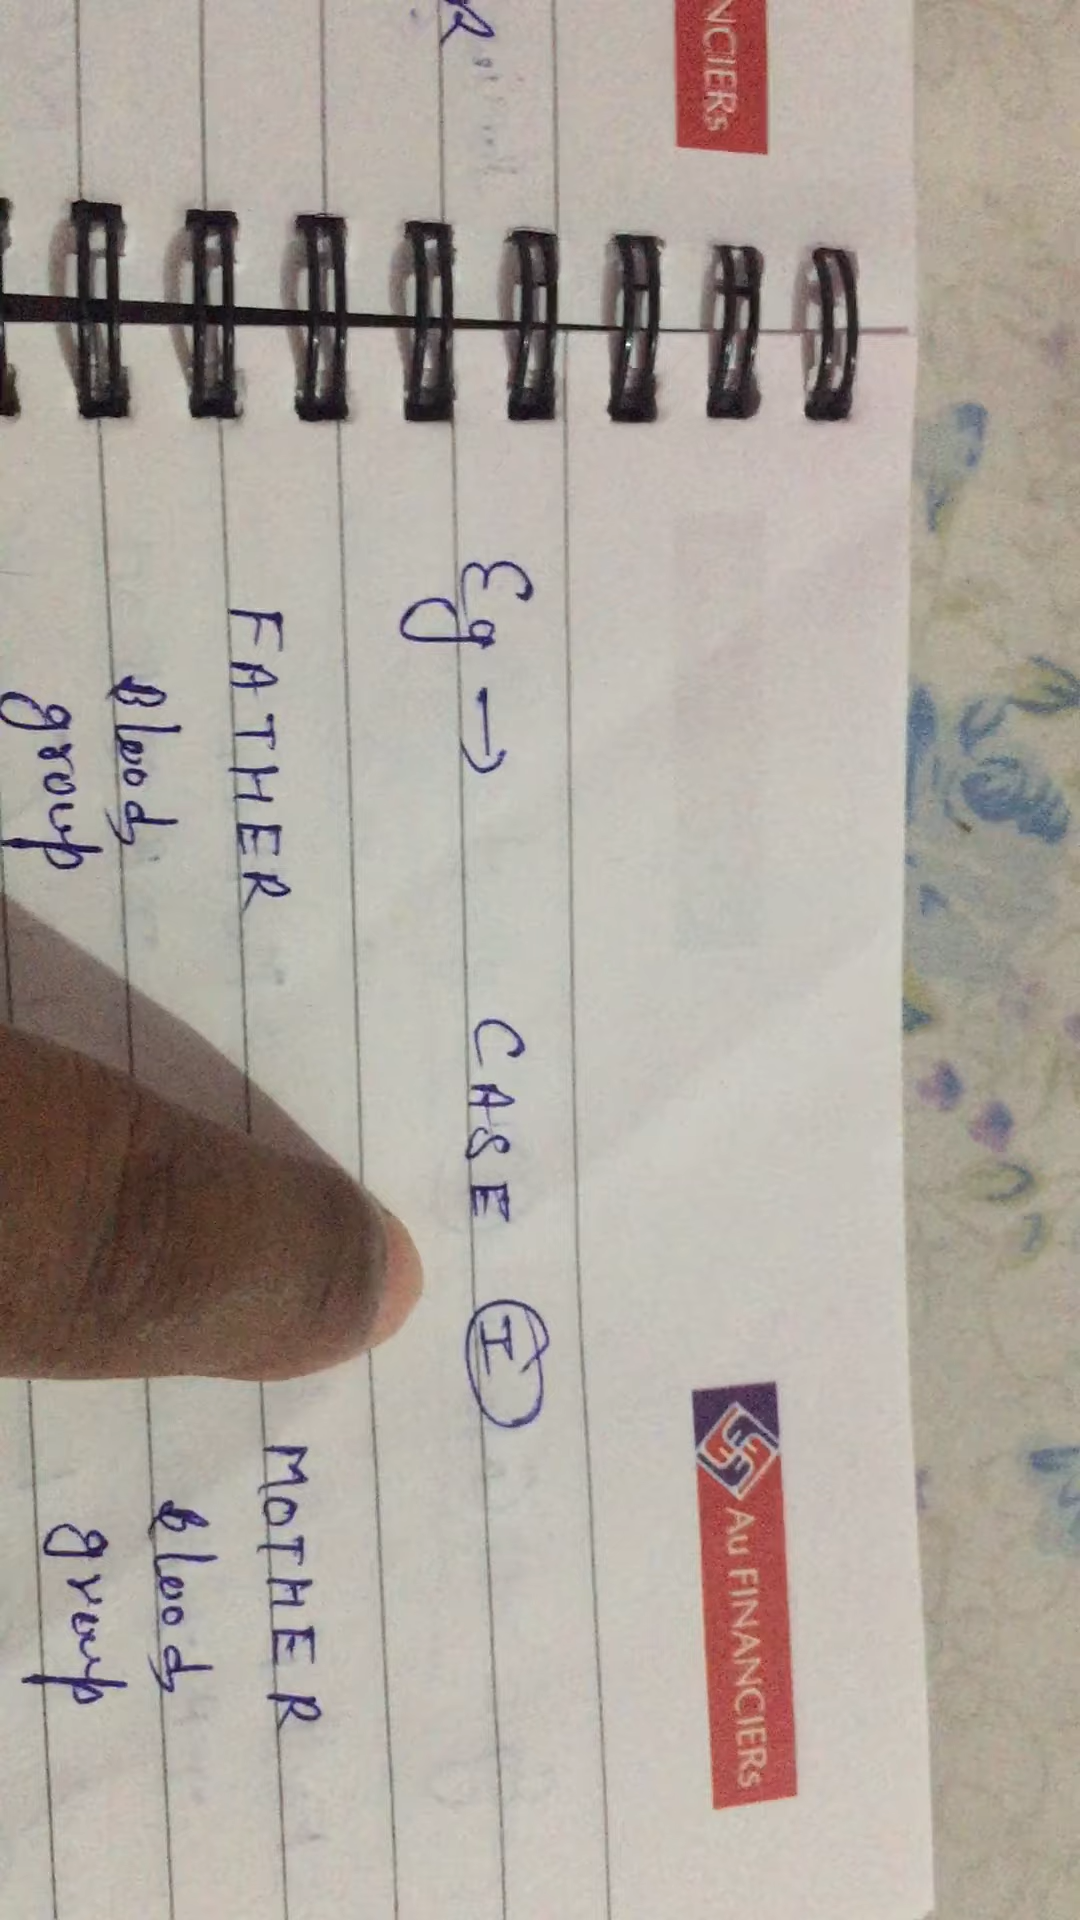 NCIERs
R
Au FINANCIERs
Eg → CASE I
FATHER MOTHER
Blood Blood
group group